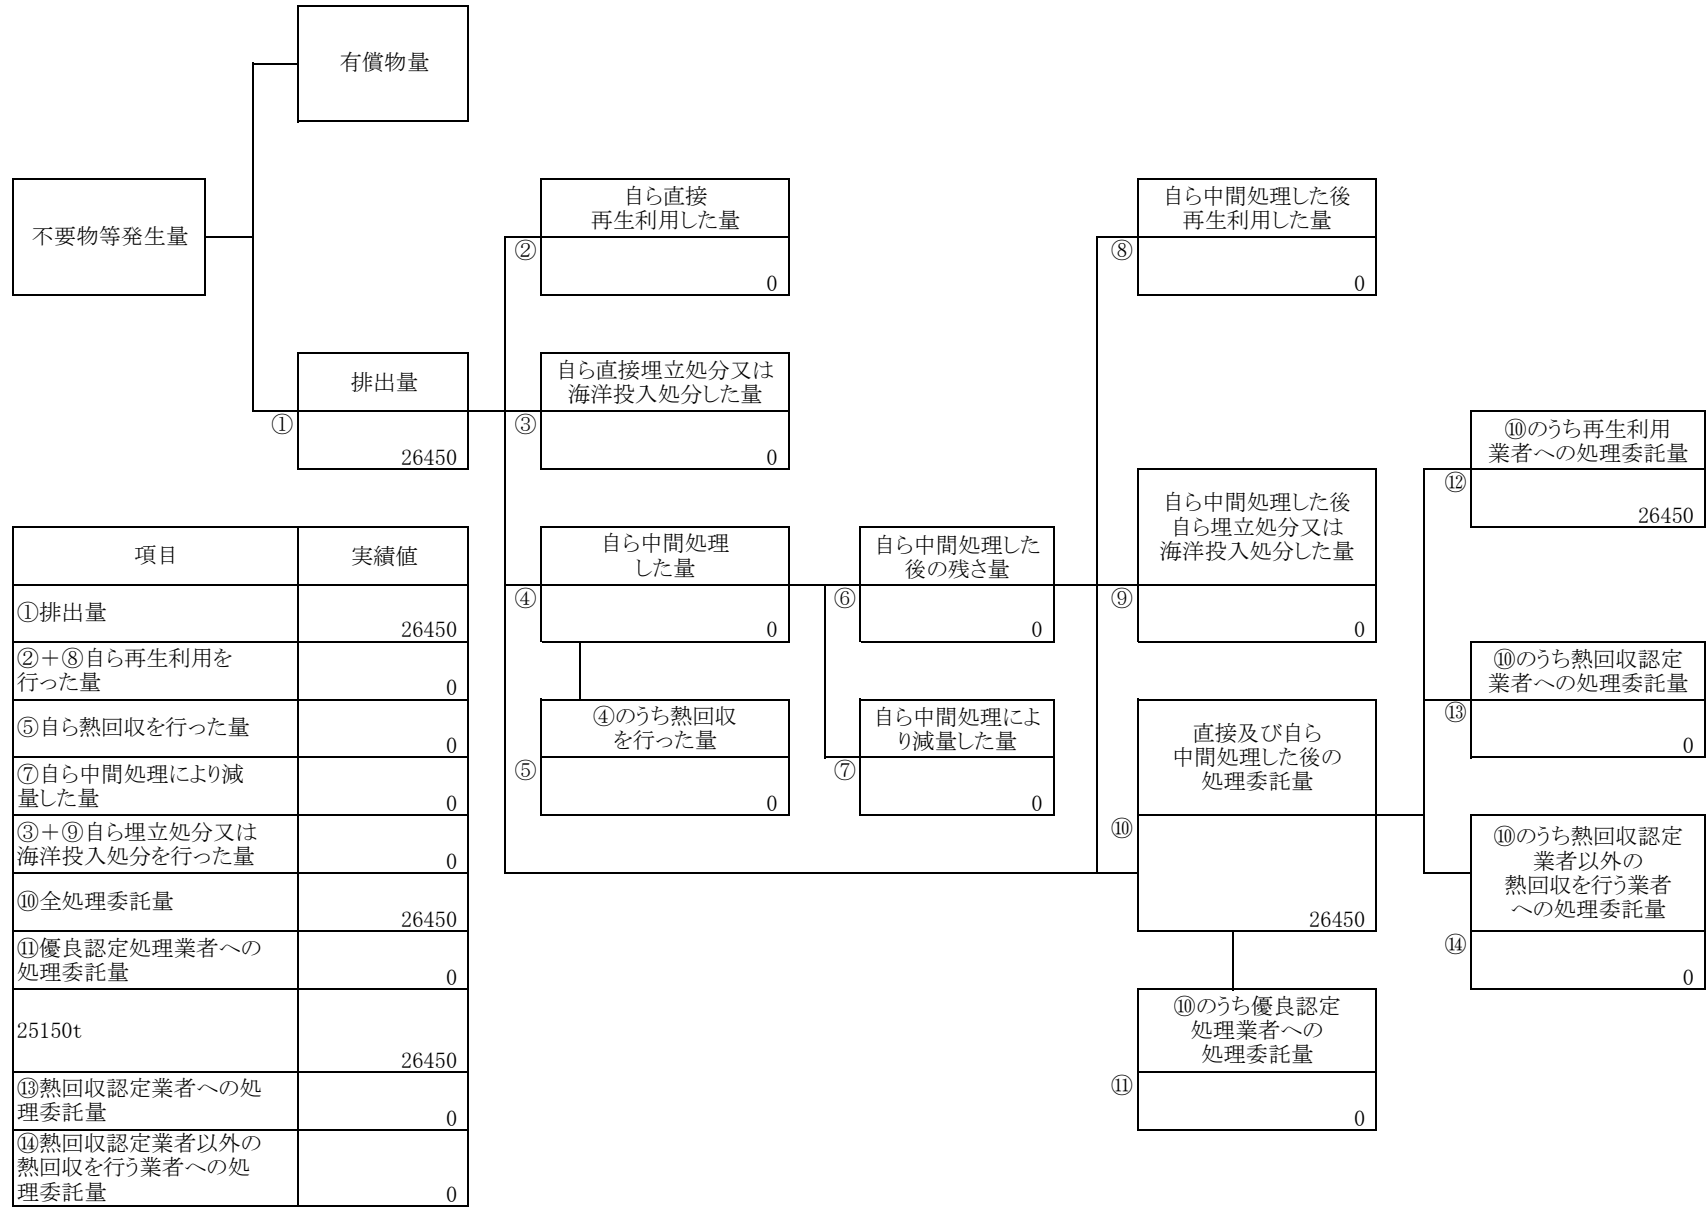 有償物量
不要物等発生量
自ら直接
再生利用した量
②
0
自ら中間処理した後
再生利用した量
⑧
0
排出量
①
26450
自ら直接埋立処分又は
海洋投入処分した量
③
0
⑩のうち再生利用
業者への処理委託量
⑫
26450
自ら中間処理した後
自ら埋立処分又は
海洋投入処分した量
⑨
0
自ら中間処理
した量
④
0
自ら中間処理した
後の残さ量
⑥
0
④のうち熱回収
を行った量
⑤
0
自ら中間処理によ
り減量した量
⑦
0
直接及び自ら
中間処理した後の
処理委託量
⑩
26450
⑩のうち熱回収認定
業者への処理委託量
⑬
0
⑩のうち熱回収認定
業者以外の
熱回収を行う業者
への処理委託量
⑭
0
⑩のうち優良認定
処理業者への
処理委託量
⑪
0
項目 実績値
①排出量
26450
②＋⑧自ら再生利用を
行った量
0
⑤自ら熱回収を行った量
0
⑦自ら中間処理により減
量した量
0
③＋⑨自ら埋立処分又は
海洋投入処分を行った量
0
⑩全処理委託量
26450
⑪優良認定処理業者への
処理委託量
0
25150t
26450
⑬熱回収認定業者への処
理委託量
0
⑭熱回収認定業者以外の
熱回収を行う業者への処
理委託量
0